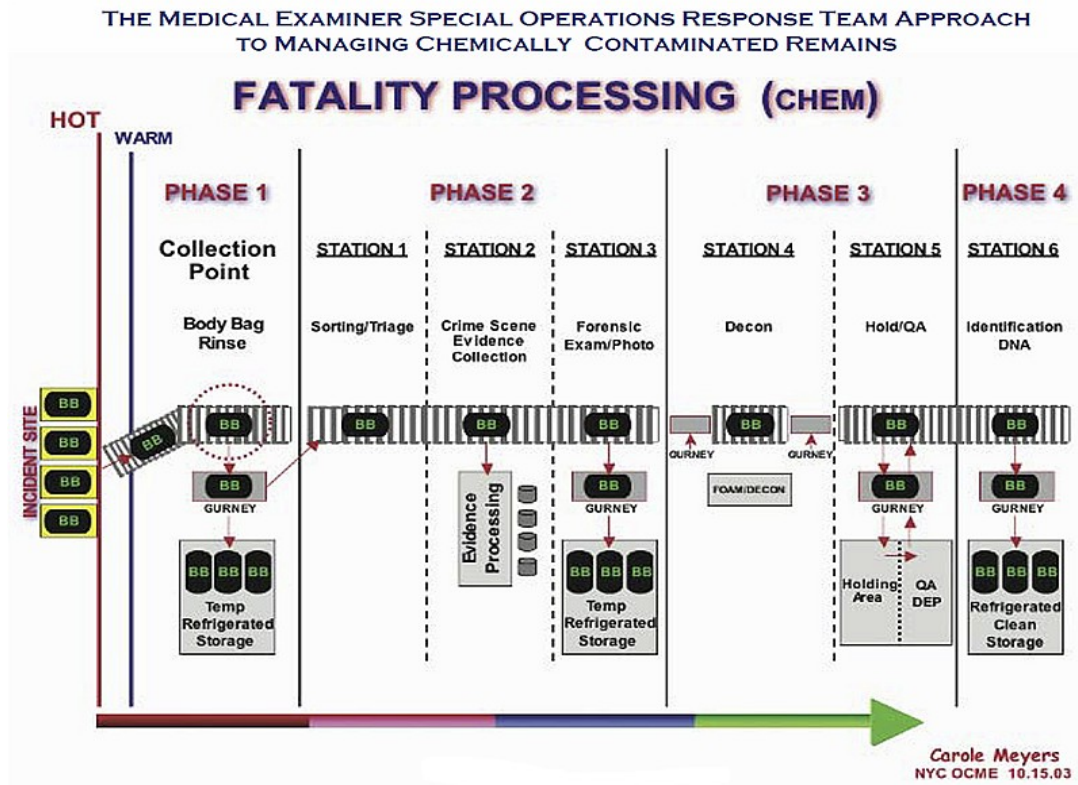 THE MEDICAL EXAMINER SPECIAL OPERATIONS RESPONSE TEAM APPROACH
TO MANAGING CHEMICALLY CONTAMINATED REMAINS
FATALITY PROCESSING (CHEM)
HOT
WARM
PHASE 1
PHASE 2
PHASE 3
PHASE 4
Collection
Point
STATION 1
STATION 2
STATION 3
STATION 4
STATION 5
STATION 6
Body Bag
Rinse
Sorting/Triage
Crime Scene
Evidence
Collection
Forensic
Exam/Photo
Decon
Hold/QA
Identification
DNA
INCIDENT SITE
BB
BB
BB
BB
BB
BB
BB
BB
BB
BB
BB
BB
GURNEY
GURNEY
BB
GURNEY
BB
GURNEY
BB
GURNEY
BB
GURNEY
FOAM/DECON
Evidence
Processing
BB BB BB
Temp
Refrigerated
Storage
BB BB BB
Temp
Refrigerated
Storage
Holding
Area
QA
DEP
BB BB BB
Refrigerated
Clean
Storage
Carole Meyers
NYC OCME 10.15.03